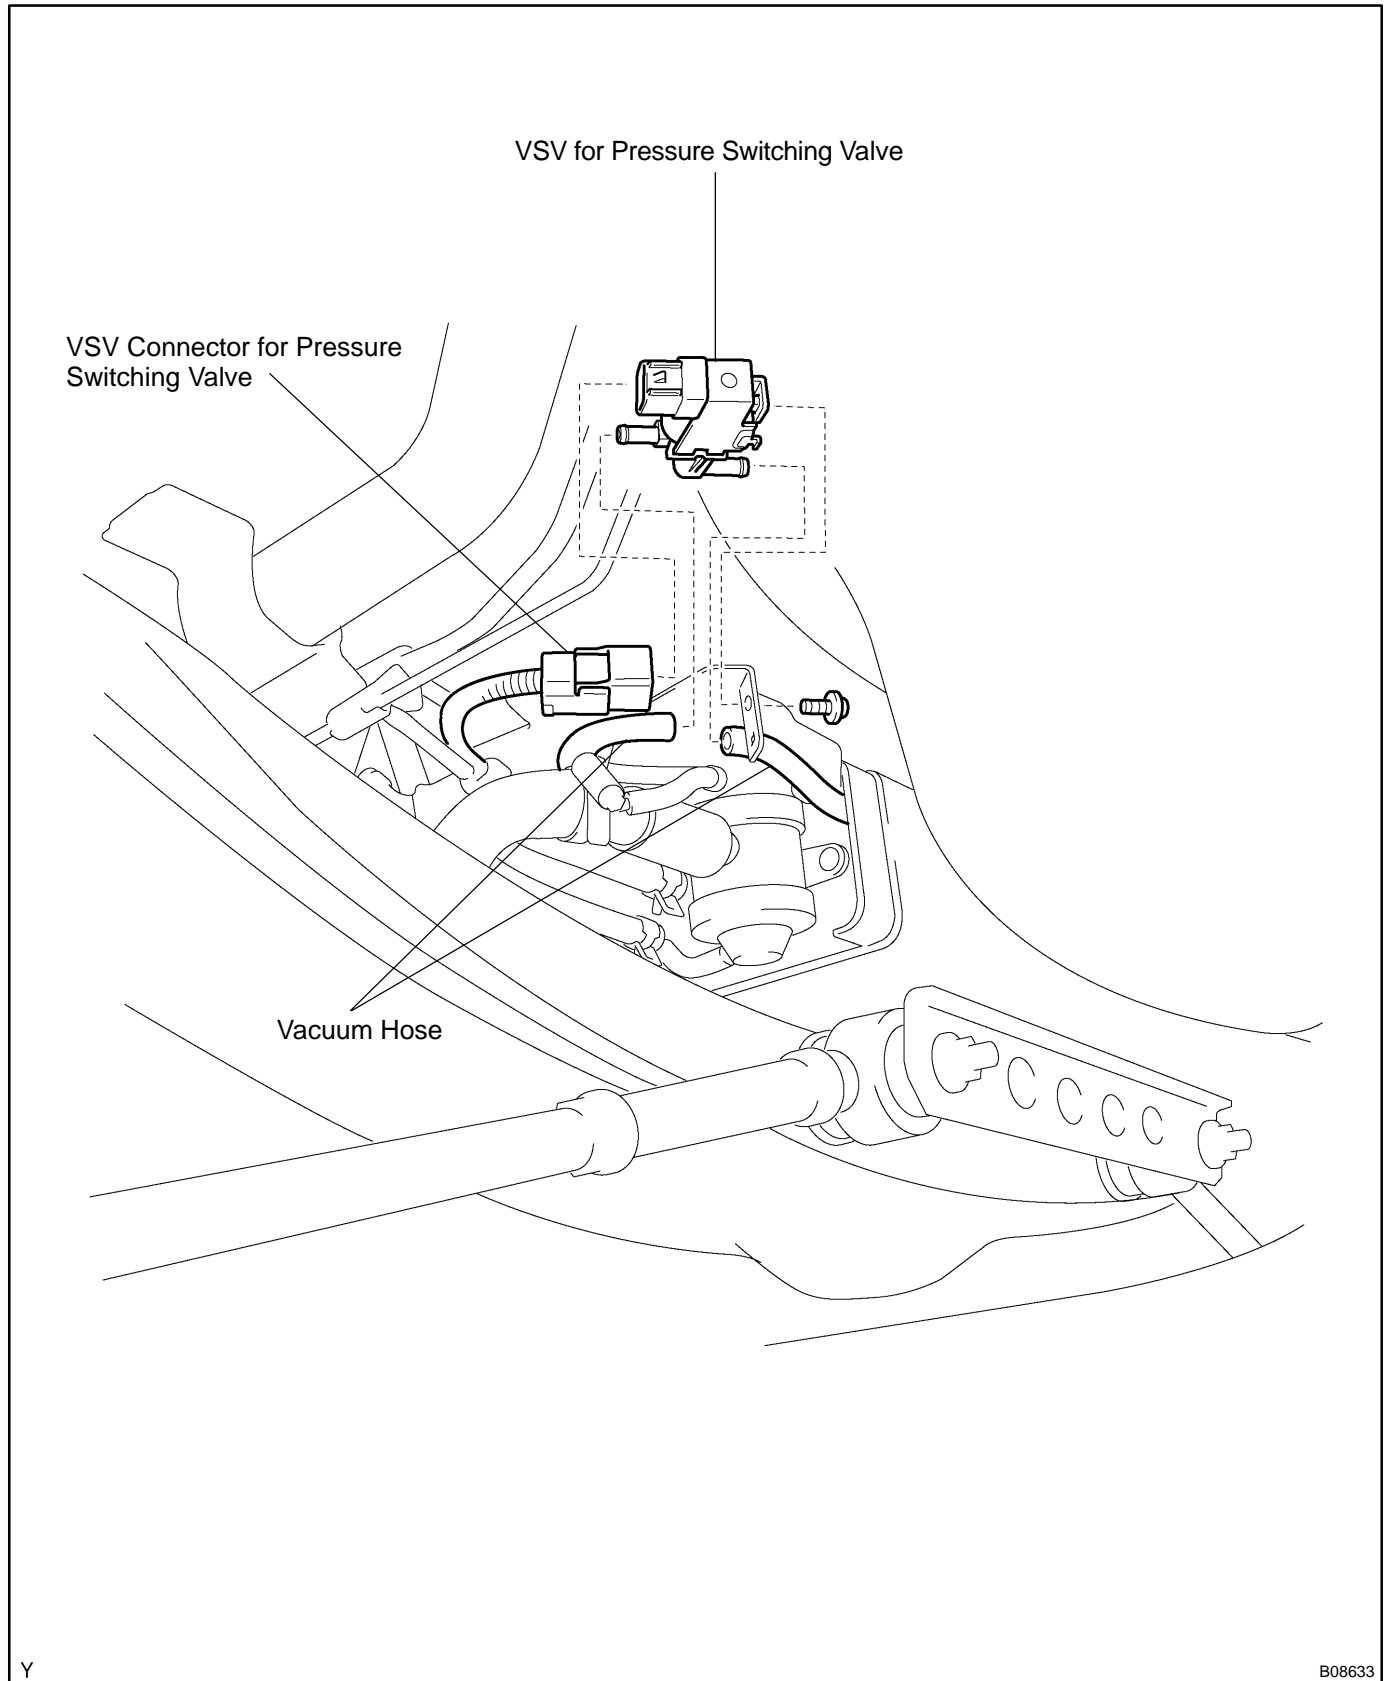 VSV for Pressure Switching Valve
VSV Connector for Pressure
Switching Valve
Vacuum Hose
Y
B08633